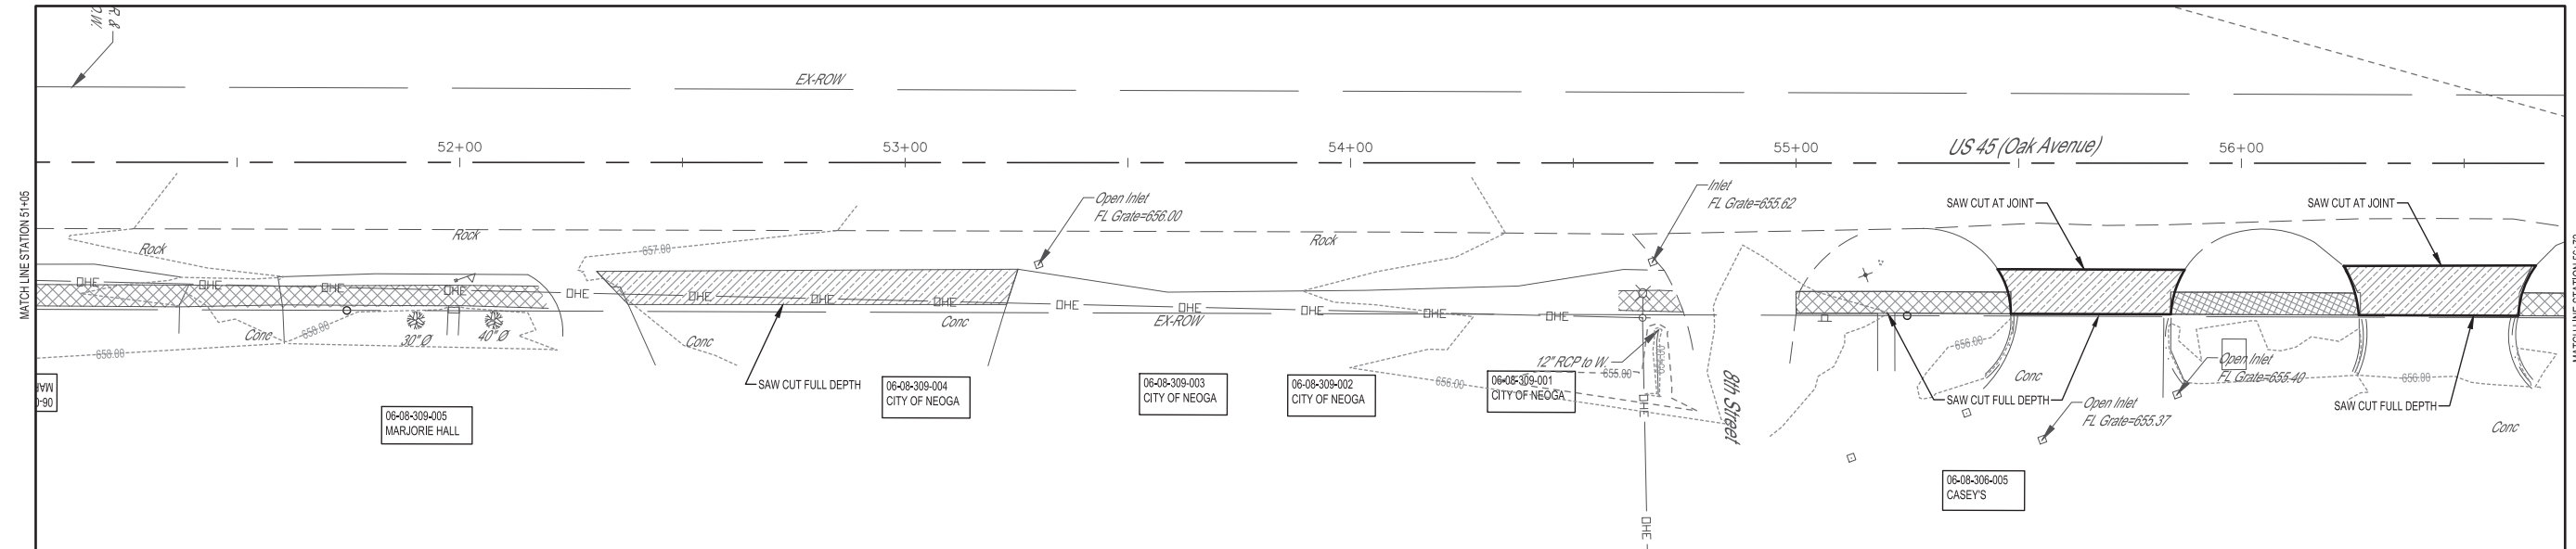 R. &
O.W.
EX-ROW
52+00
53+00
54+00
55+00
US 45 (Oak Avenue)
56+00
MATCH LINE STATION 51+05
Open Inlet
FL Grate=656.00
Inlet
FL Grate=655.62
SAW CUT AT JOINT
SAW CUT AT JOINT
Rock
Rock
657.00
Rock
OHE
OHE
OHE
OHE
OHE
OHE
OHE
OHE
OHE
OHE
OHE
OHE
OHE
Conc
658.00
658.00
30" Ø
40" Ø
Conc
Conc
EX-ROW
12" RCP to W.
655.00
654.00
656.00
656.00
Conc
Open Inlet
FL Grate=655.40
656.00
SAW CUT FULL DEPTH
SAW CUT FULL DEPTH
SAW CUT FULL DEPTH
Open Inlet
FL Grate=655.37
Conc
8th Street
OHE
OHE
06-08-309-005
MARJORIE HALL
06-08-309-004
CITY OF NEOGA
06-08-309-003
CITY OF NEOGA
06-08-309-002
CITY OF NEOGA
06-08-309-001
CITY OF NEOGA
06-08-306-005
CASEY'S